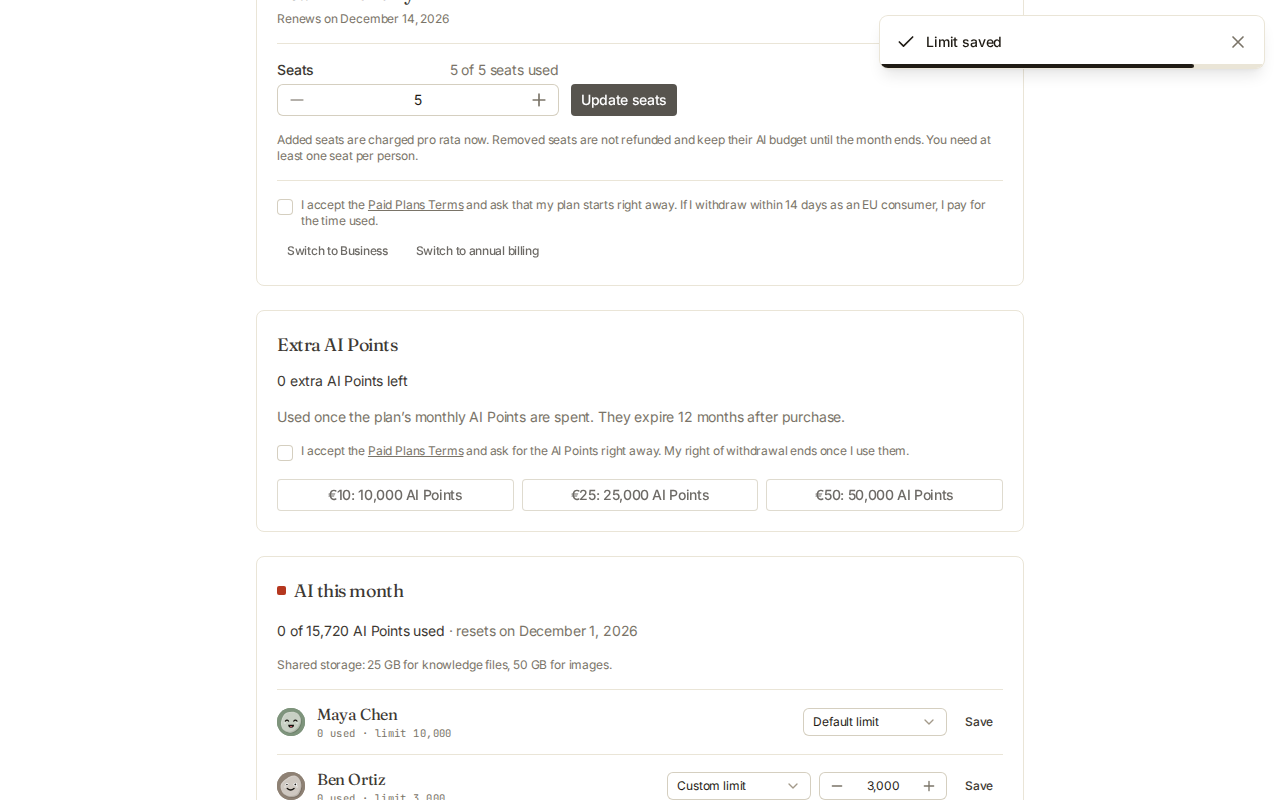 Renews on December 14, 2026
Limit saved
Seats
5 of 5 seats used
5
Update seats
Added seats are charged pro rata now. Removed seats are not refunded and keep their AI budget until the month ends. You need at
least one seat per person.
I accept the Paid Plans Terms and ask that my plan starts right away. If I withdraw within 14 days as an EU consumer, I pay for
the time used.
Switch to Business
Switch to annual billing
Extra AI Points
0 extra AI Points left
Used once the plan’s monthly AI Points are spent. They expire 12 months after purchase.
I accept the Paid Plans Terms and ask for the AI Points right away. My right of withdrawal ends once I use them.
€10: 10,000 AI Points
€25: 25,000 AI Points
€50: 50,000 AI Points
AI this month
0 of 15,720 AI Points used · resets on December 1, 2026
Shared storage: 25 GB for knowledge files, 50 GB for images.
Maya Chen
0 used · limit 10,000
Default limit
Save
Ben Ortiz
0 used · limit 3,000
Custom limit
3,000
Save